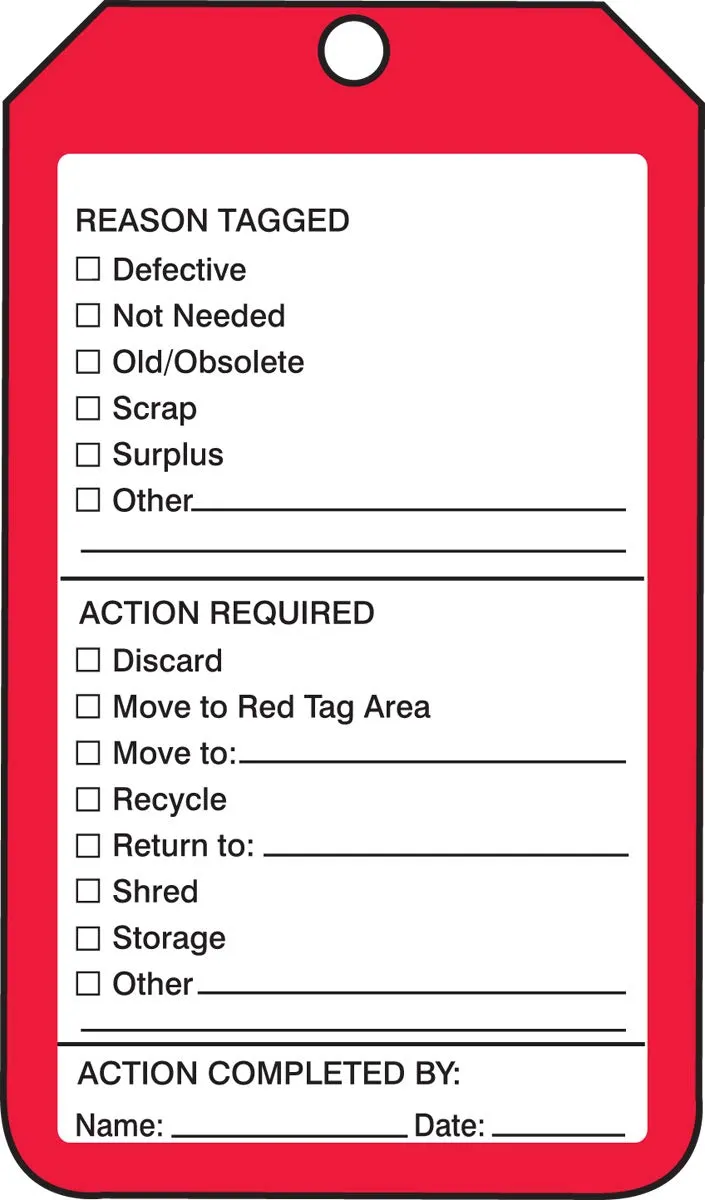 REASON TAGGED
Defective
Not Needed
Old/Obsolete
Scrap
Surplus
Other
ACTION REQUIRED
Discard
Move to Red Tag Area
Move to:
Recycle
Return to:
Shred
Storage
Other
ACTION COMPLETED BY:
Name: Date: